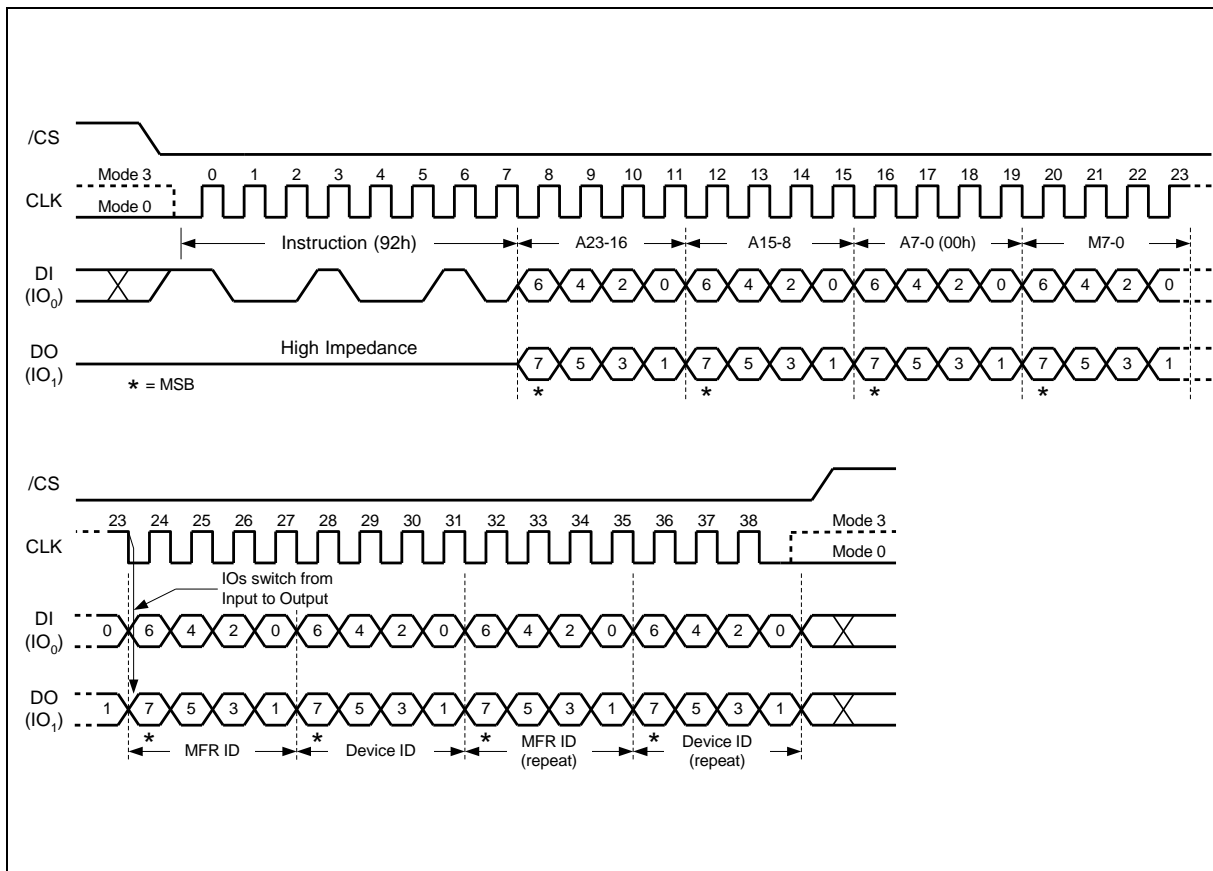 /CS
Mode 3 0 1 2 3 4 5 6 7 8 9 10 11 12 13 14 15 16 17 18 19 20 21 22 23
CLK Mode 0
Instruction (92h) A23-16 A15-8 A7-0 (00h) M7-0
DI
(IO0) 6 4 2 0 6 4 2 0 6 4 2 0 6 4 2 0
High Impedance
DO
(IO1) 7 5 3 1 7 5 3 1 7 5 3 1 7 5 3 1
* = MSB * * * *
/CS
23 24 25 26 27 28 29 30 31 32 33 34 35 36 37 38 Mode 3
CLK Mode 0
IOs switch from
Input to Output
DI
(IO0) 0 6 4 2 0 6 4 2 0 6 4 2 0 6 4 2 0
DO
(IO1) 1 7 5 3 1 7 5 3 1 7 5 3 1 7 5 3 1
* * * *
MFR ID Device ID MFR ID
(repeat) Device ID
(repeat)